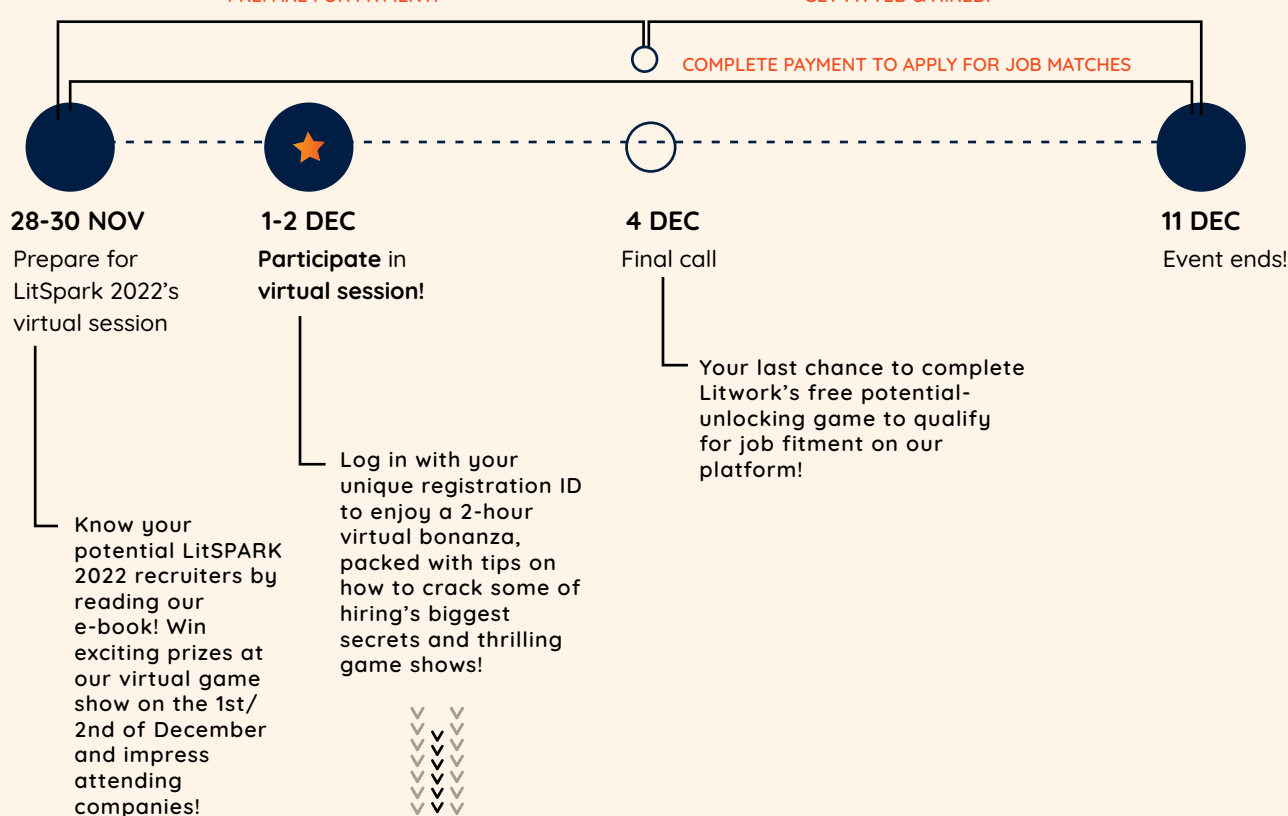 COMPLETE PAYMENT TO APPLY FOR JOB MATCHES
28-30 NOV
Prepare for
LitSpark 2022’s
virtual session
Know your
potential LitSPARK
2022 recruiters by
reading our
e-book! Win
exciting prizes at
our virtual game
show on the 1st/
2nd of December
and impress
attending
companies!
1-2 DEC
Participate in
virtual session!
Log in with your
unique registration ID
to enjoy a 2-hour
virtual bonanza,
packed with tips on
how to crack some of
hiring’s biggest
secrets and thrilling
game shows!
4 DEC
Final call
Your last chance to complete
Litwork’s free potential-
unlocking game to qualify
for job fitment on our
platform!
11 DEC
Event ends!